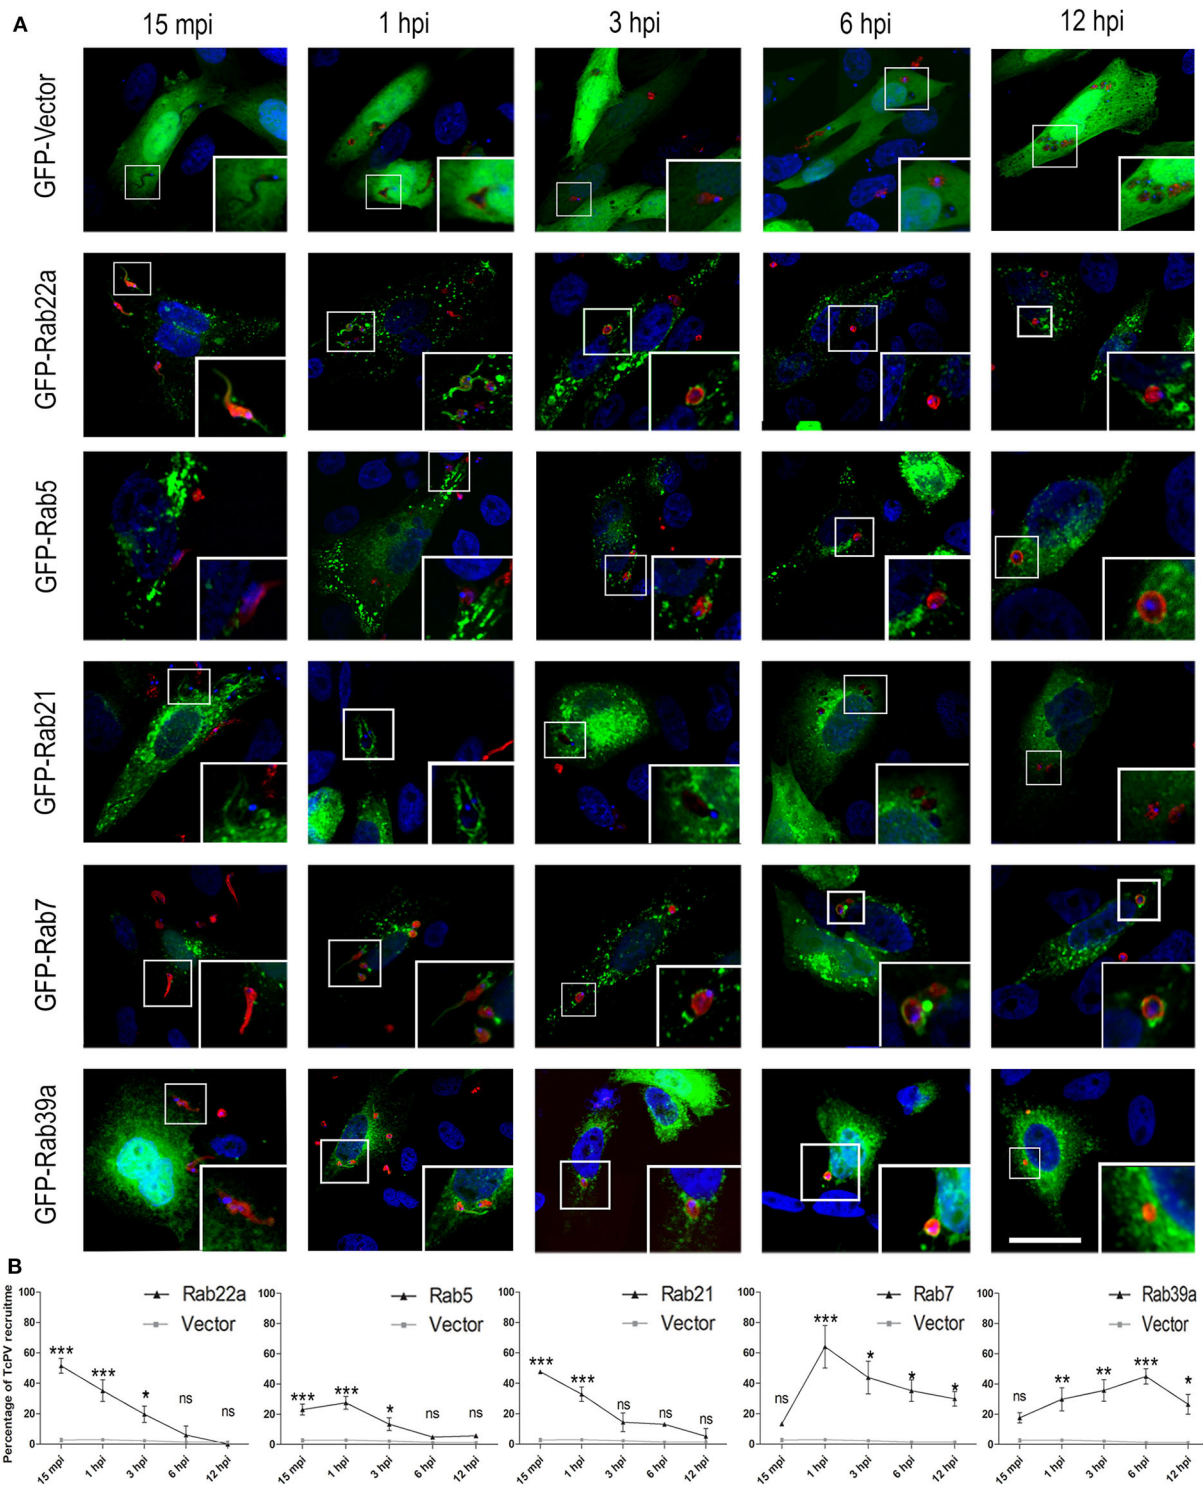 A
15 mpi 1 hpi 3 hpi 6 hpi 12 hpi
GFP-Vector
GFP-Rab22a
GFP-Rab5
GFP-Rab21
GFP-Rab7
GFP-Rab39a
B
Percentage of TcPV recruitme
100 80 60 40 20 0
Rab22a
Vector
*** *** * ns ns
15 mpi 1 hpi 3 hpi 6 hpi 12 hpi
100 80 60 40 20 0
Rab5
Vector
*** *** * ns ns
15 mpi 1 hpi 3 hpi 6 hpi 12 hpi
100 80 60 40 20 0
Rab21
Vector
*** *** ns ns ns
15 mpi 1 hpi 3 hpi 6 hpi 12 hpi
100 80 60 40 20 0
Rab7
Vector
ns *** * * *
15 mpi 1 hpi 3 hpi 6 hpi 12 hpi
100 80 60 40 20 0
Rab39a
Vector
ns ** ** *** *
15 mpi 1 hpi 3 hpi 6 hpi 12 hpi